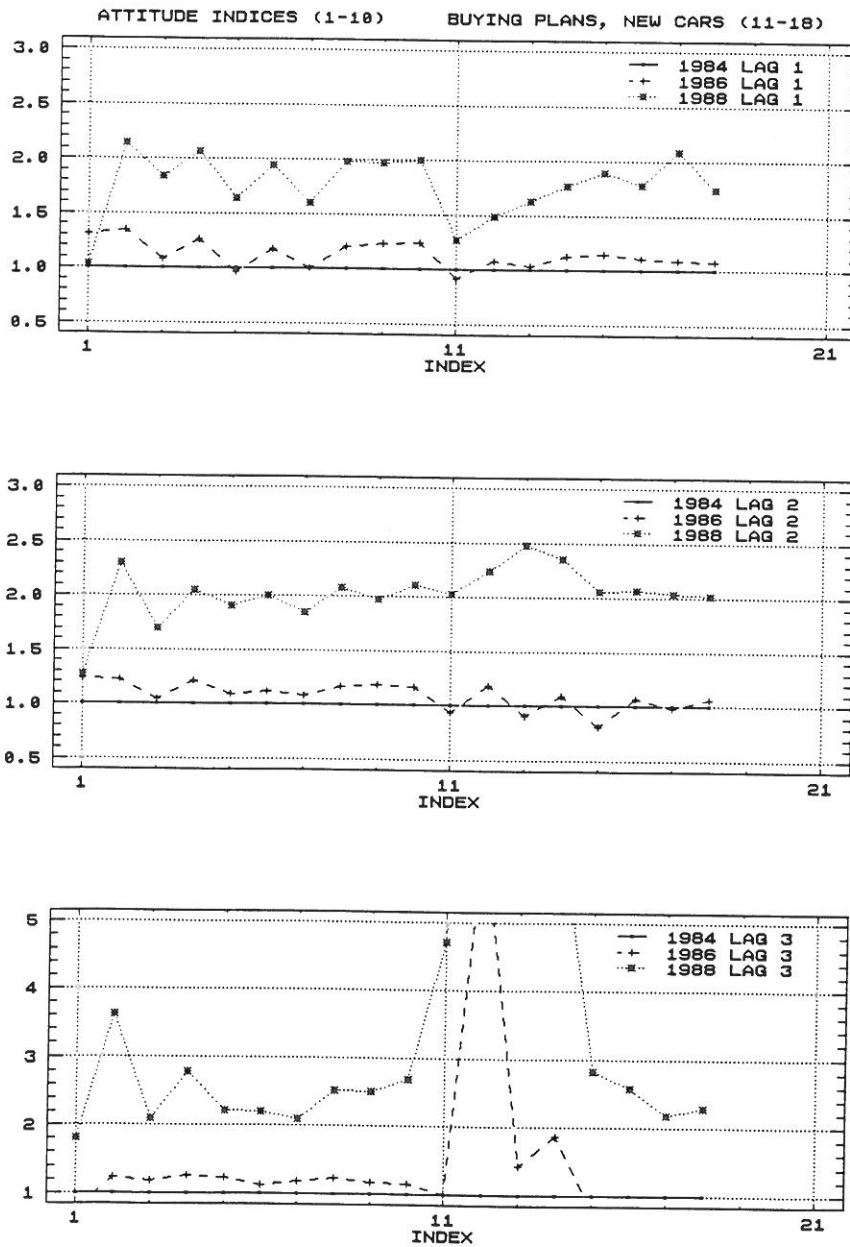 ATTITUDE INDICES (1-10) BUYING PLANS, NEW CARS (11-18)
3.0
1984 LAG 1
1986 LAG 1
2.5
1988 LAG 1
2.0
1.5
1.0
0.5
1 11 21
INDEX
3.0
1984 LAG 2
1986 LAG 2
2.5
1988 LAG 2
2.0
1.5
1.0
0.5
1 11 21
INDEX
5
1984 LAG 3
1986 LAG 3
1988 LAG 3
4
3
2
1
1 11 21
INDEX